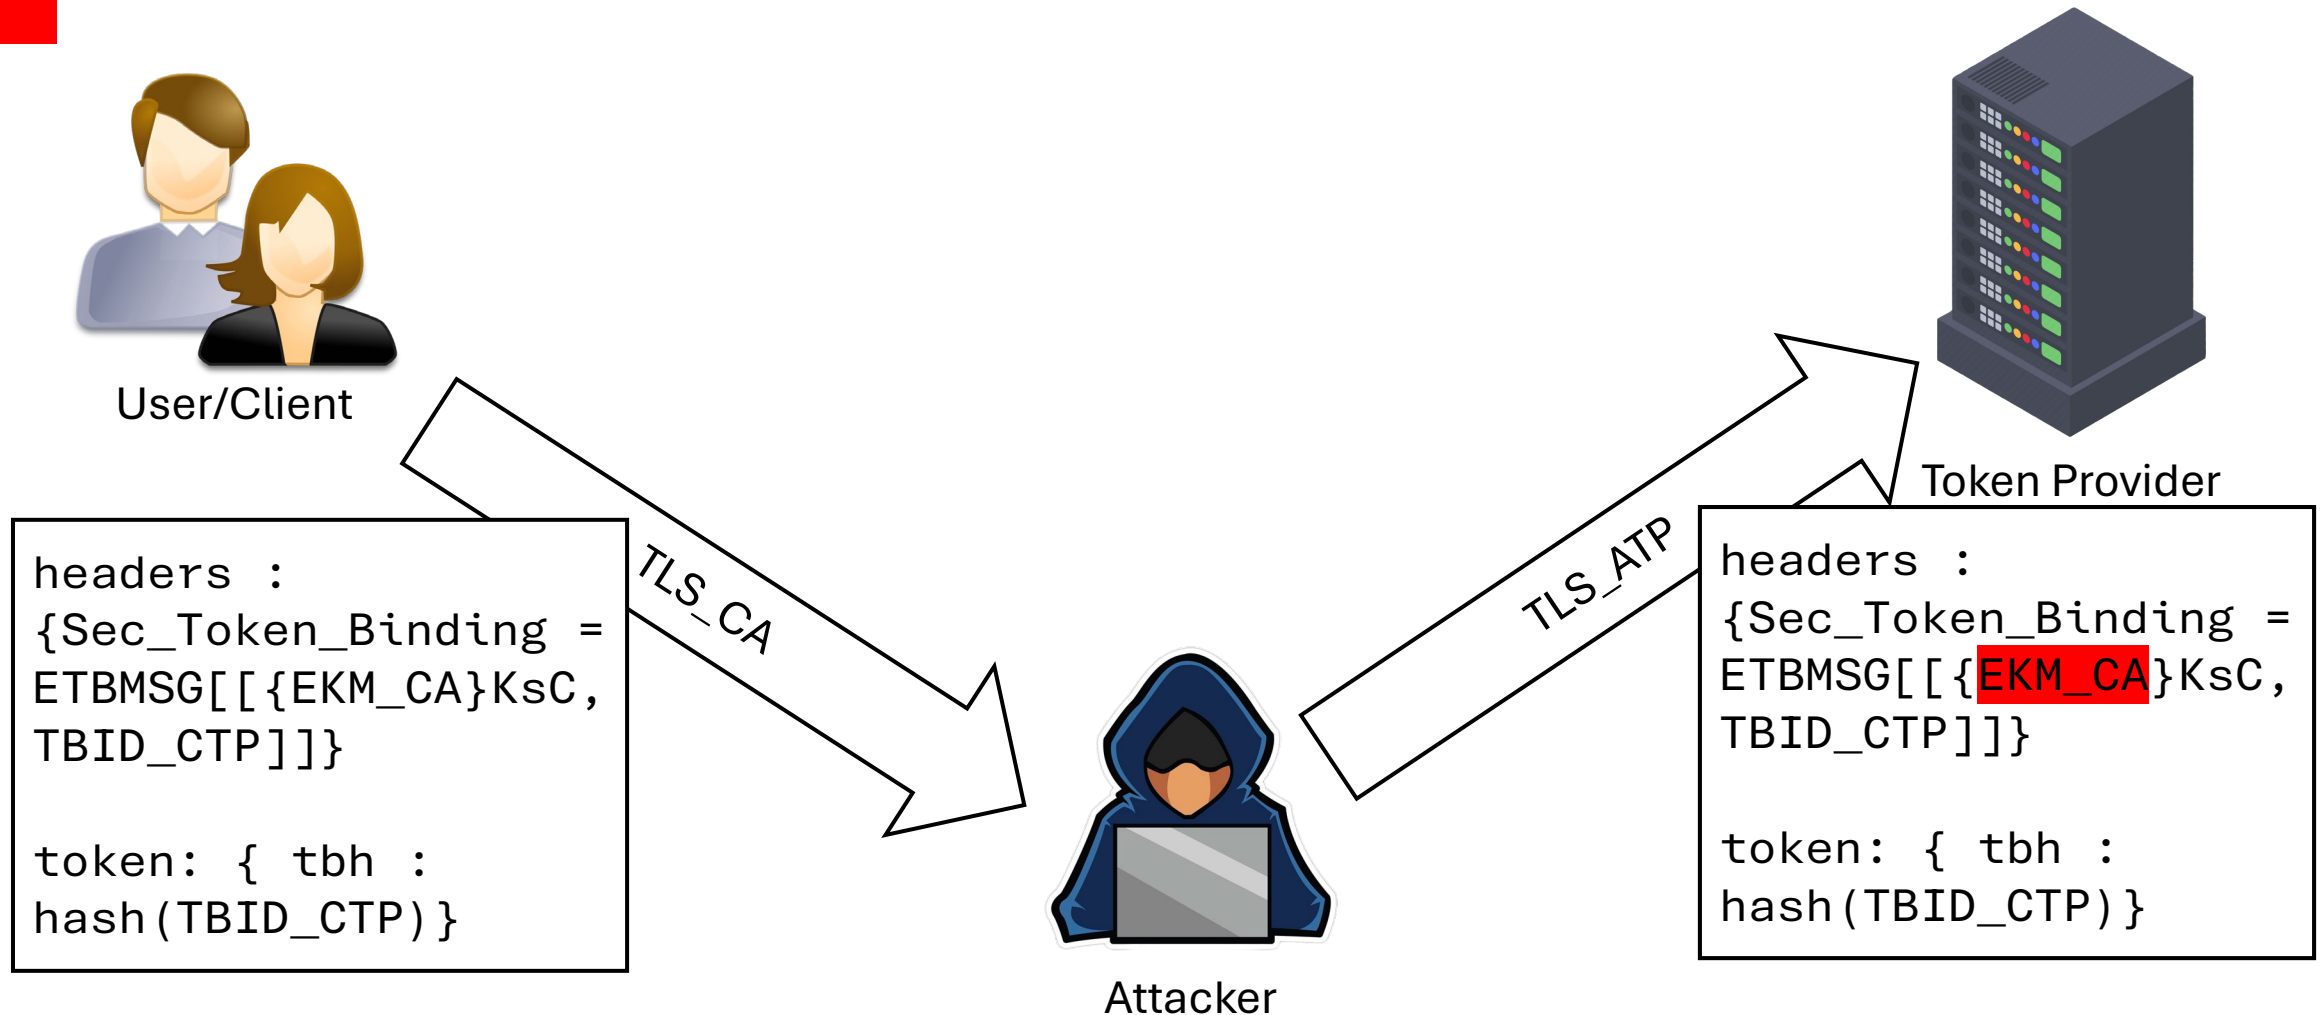 User/Client
Token Provider
headers :
{Sec_Token_Binding =
ETBMSG[[{EKM_CA}KsC,
TBID_CTP]]}
token: { tbh :
hash(TBID_CTP)}
TLS_CA
TLS_ATP
headers :
{Sec_Token_Binding =
ETBMSG[[{EKM_CA}KsC,
TBID_CTP]]}
token: { tbh :
hash(TBID_CTP)}
Attacker